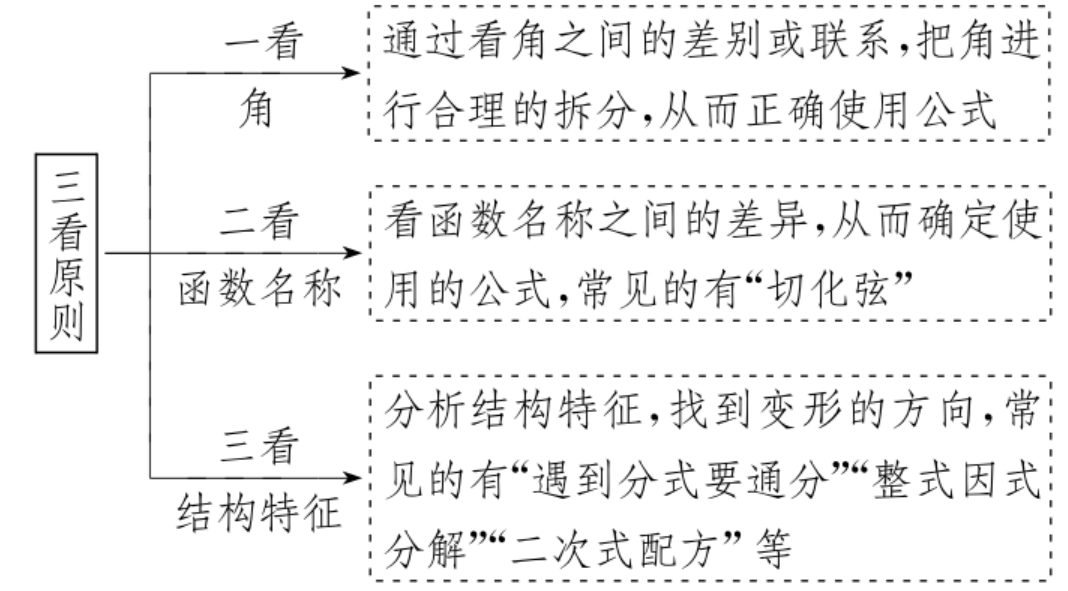 三看原则
一看
角
通过看角之间的差别或联系,把角进
行合理的拆分,从而正确使用公式
二看
函数名称
看函数名称之间的差异,从而确定使
用的公式,常见的有“切化弦”
三看
结构特征
分析结构特征,找到变形的方向,常
见的有“遇到分式要通分”“整式因式
分解”“二次式配方”等